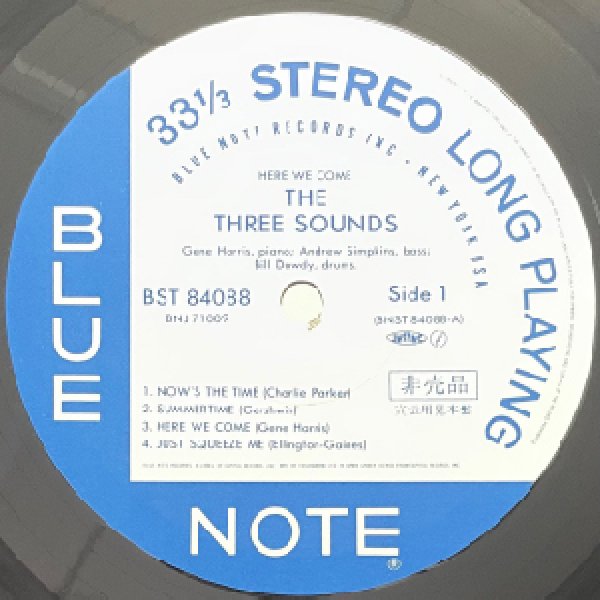 33⅓ STEREO LONG PLAYING
BLUE NOTE RECORDS INC • NEW YORK USA
HERE WE COME
THE
THREE SOUNDS
Gene Harris, piano; Andrew Simpkins, bass;
Bill Dowdy, drums.
BST 84088
Side 1
BNJ 71009
(BNST-84088-A)
非売品
1. NOW'S THE TIME (Charlie Parker)
2. SUMMERTIME (Gershwin)
3. HERE WE COME (Gene Harris)
4. JUST SQUEEZE ME (Ellington-Gaines)
BLUE
NOTE®